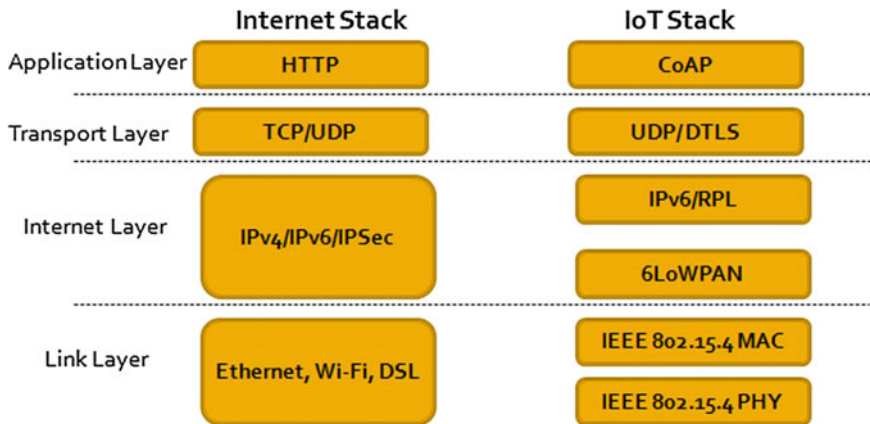 Internet Stack
IoT Stack
Application Layer
HTTP
CoAP
Transport Layer
TCP/UDP
UDP/DTLS
Internet Layer
IPv4/IPv6/IPSec
IPv6/RPL
6LoWPAN
Link Layer
Ethernet, Wi-Fi, DSL
IEEE 802.15.4 MAC
IEEE 802.15.4 PHY